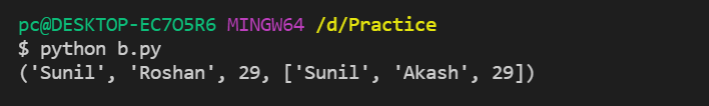 pc@DESKTOP-EC7O5R6 MINGW64 /d/Practice
$ python b.py
('Sunil', 'Roshan', 29, ['Sunil', 'Akash', 29])